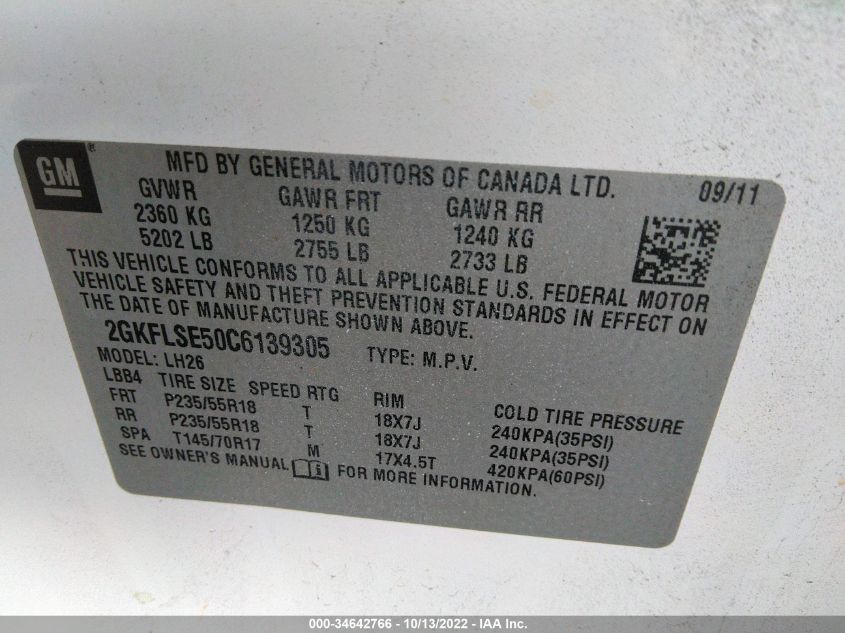 GM ®
MFD BY GENERAL MOTORS OF CANADA LTD. 09/11
GVWR GAWR FRT GAWR RR
2360 KG 1250 KG 1240 KG
5202 LB 2755 LB 2733 LB
THIS VEHICLE CONFORMS TO ALL APPLICABLE U.S. FEDERAL MOTOR
VEHICLE SAFETY AND THEFT PREVENTION STANDARDS IN EFFECT ON
THE DATE OF MANUFACTURE SHOWN ABOVE.
2GKFLSE50C6139305 TYPE: M.P.V.
MODEL: LH26
LBB4 TIRE SIZE SPEED RTG RIM COLD TIRE PRESSURE
FRT P235/55R18 T 18X7J 240KPA(35PSI)
RR P235/55R18 T 18X7J 240KPA(35PSI)
SPA T145/70R17 M 17X4.5T 420KPA(60PSI)
SEE OWNER'S MANUAL i FOR MORE INFORMATION.
000-34642766 - 10/13/2022 - IAA Inc.